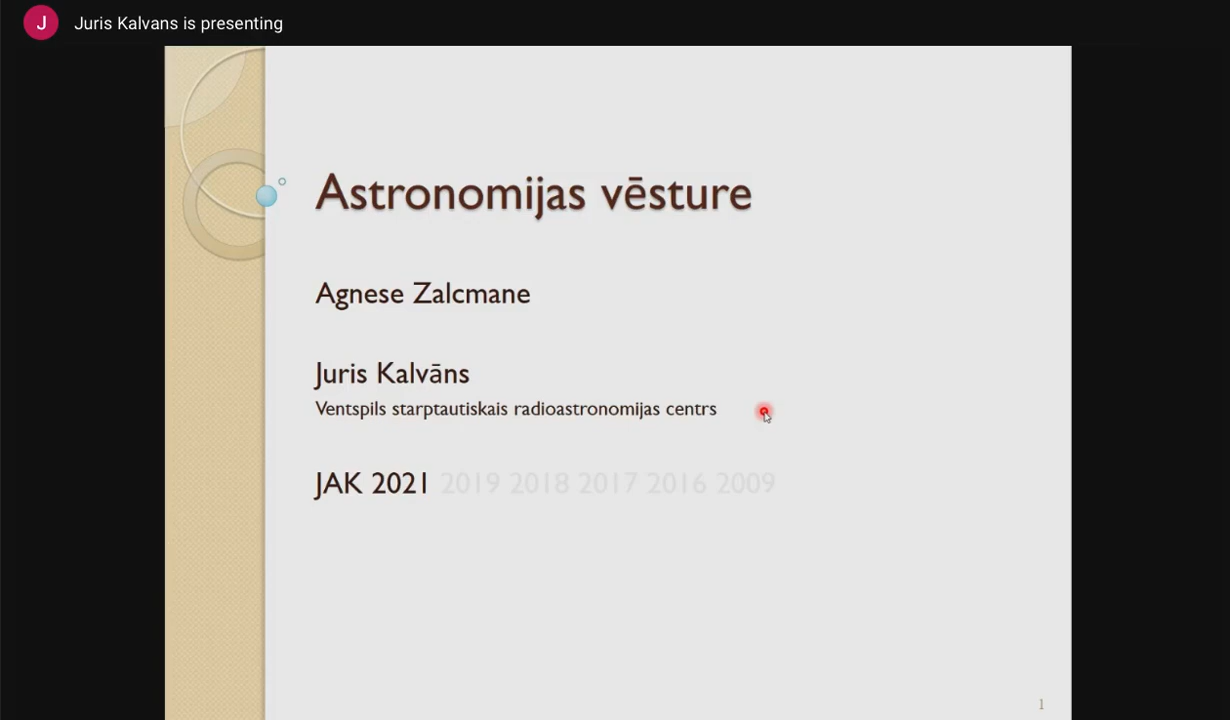 J
Juris Kalvans is presenting
Astronomijas vēsture
Agnese Zalcmane
Juris Kalvāns
Ventspils starptautiskais radioastronomijas centrs
JAK 2021 2019 2018 2017 2016 2009
1